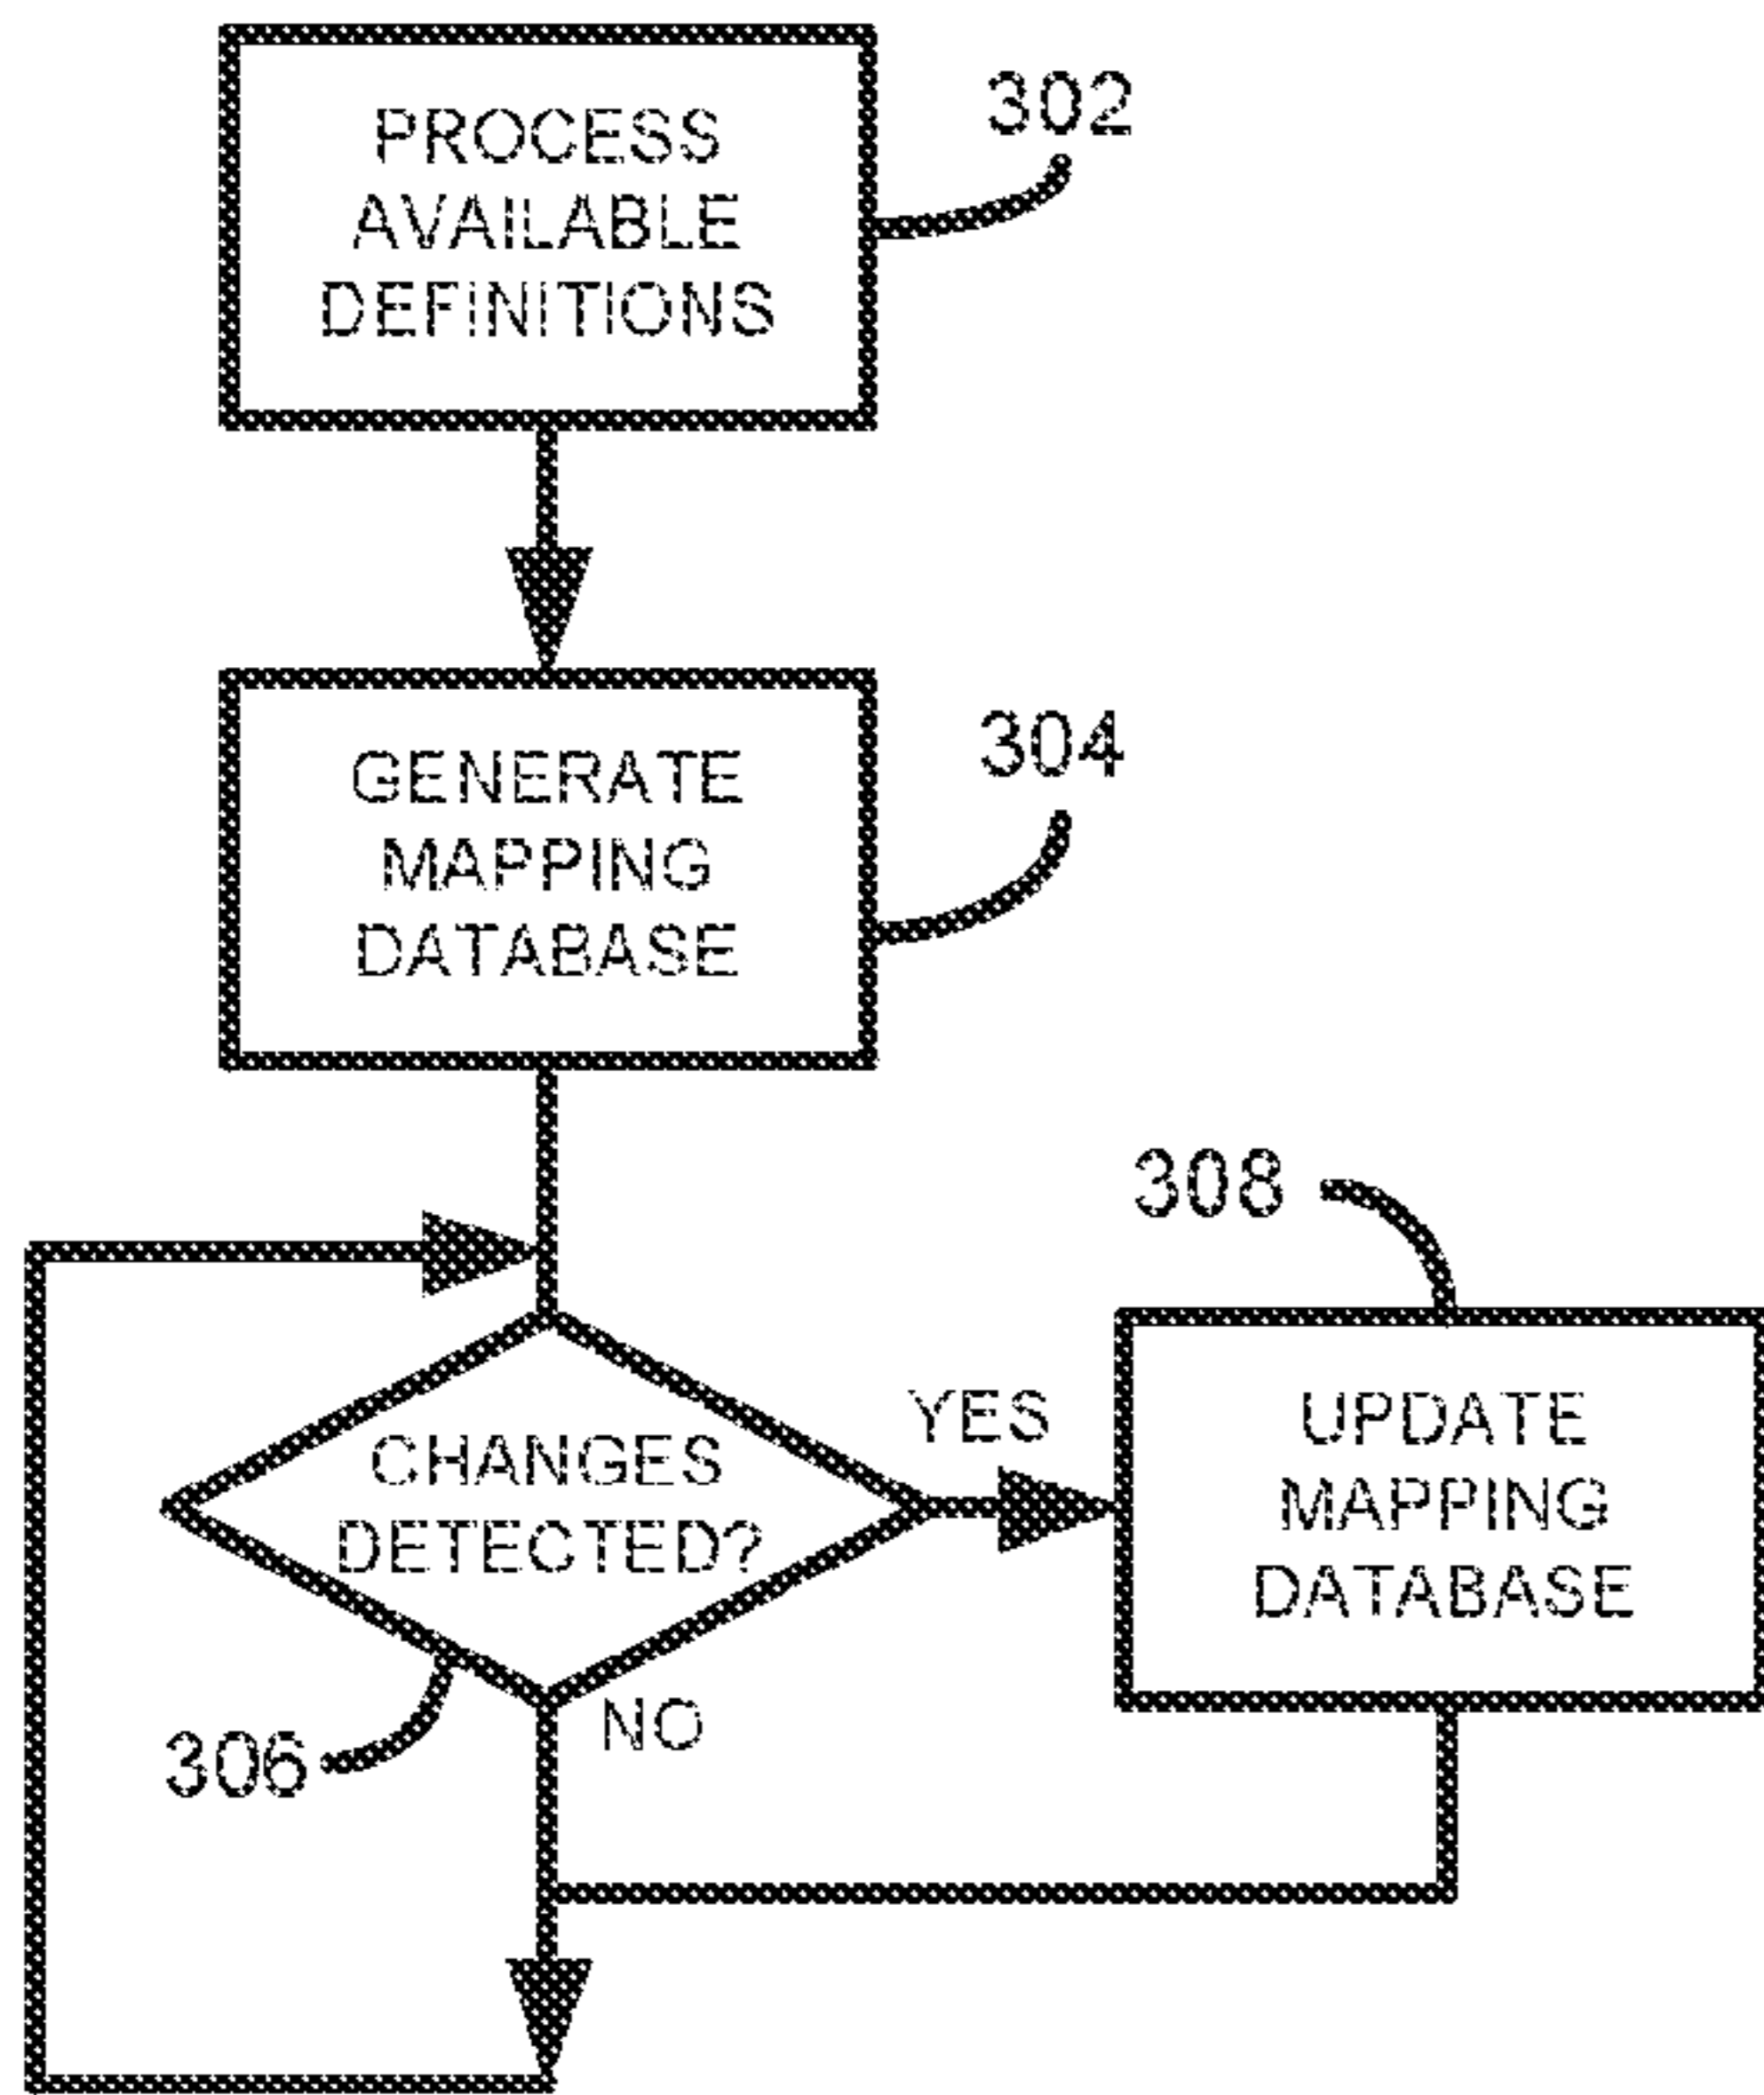 PROCESS
AVAILABLE
DEFINITIONS
302
GENERATE
MAPPING
DATABASE
304
308
CHANGES
DETECTED?
YES
UPDATE
MAPPING
DATABASE
NO
306